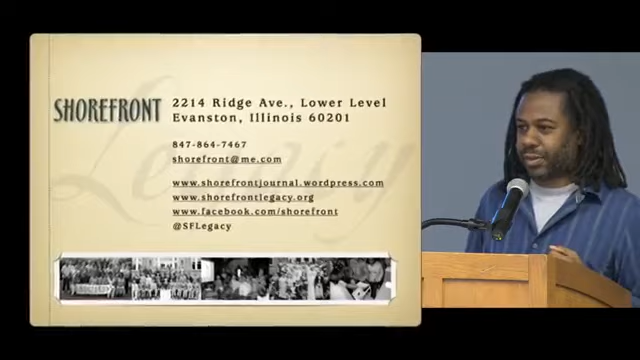 SHOREFRONT
2214 Ridge Ave., Lower Level
Evanston, Illinois 60201
847-864-7467
shorefront@me.com
www.shorefrontjournal.wordpress.com
www.shorefrontlegacy.org
www.facebook.com/shorefront
@SFLegacy
Legacy